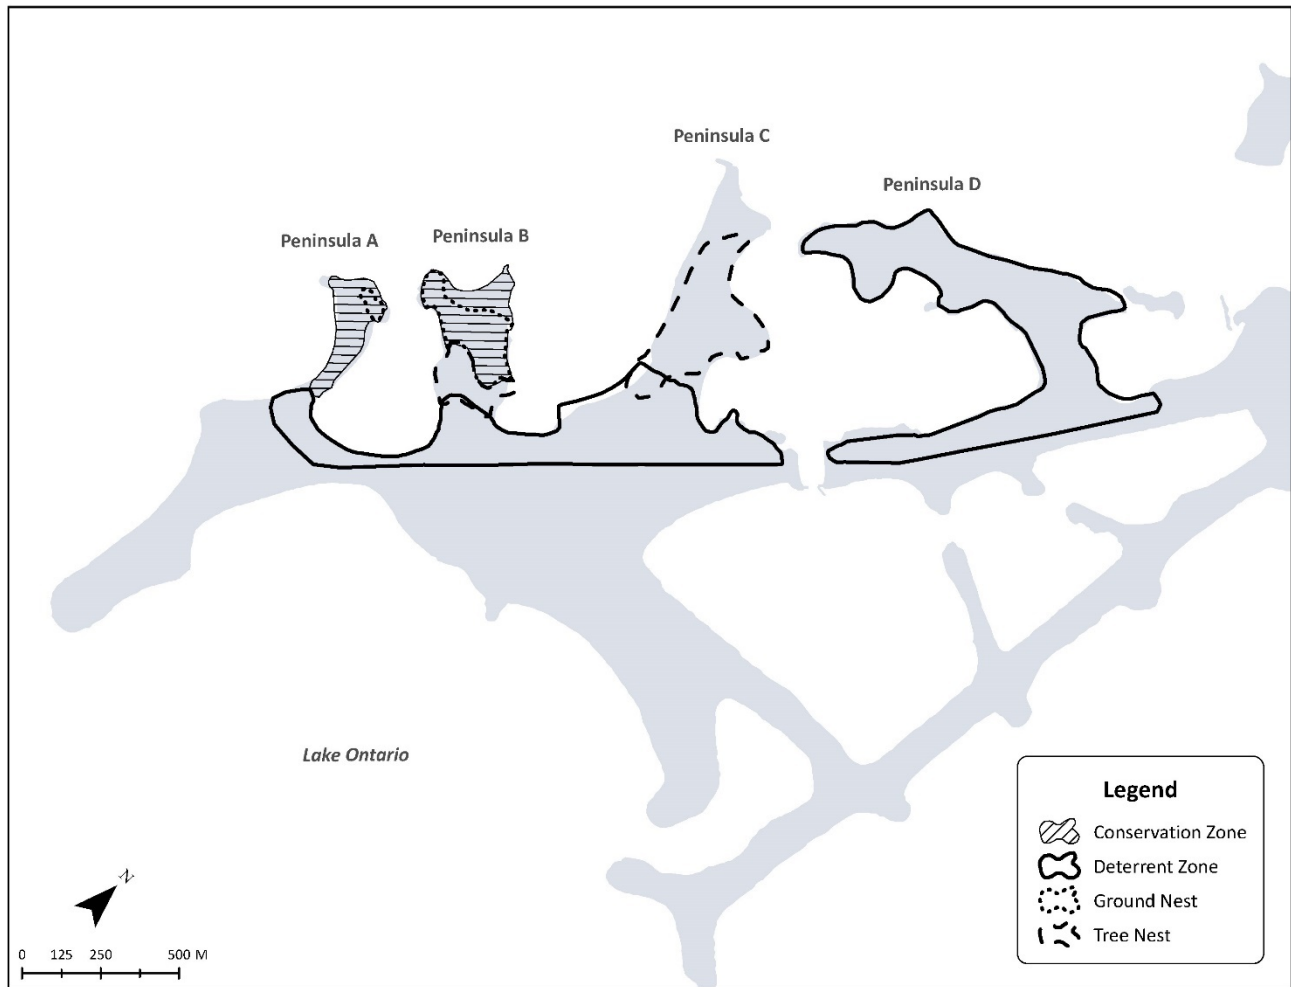 Peninsula C
Peninsula D
Peninsula A
Peninsula B
Lake Ontario
Legend
Conservation Zone
Deterrent Zone
Ground Nest
Tree Nest
N
0 125 250 500 M